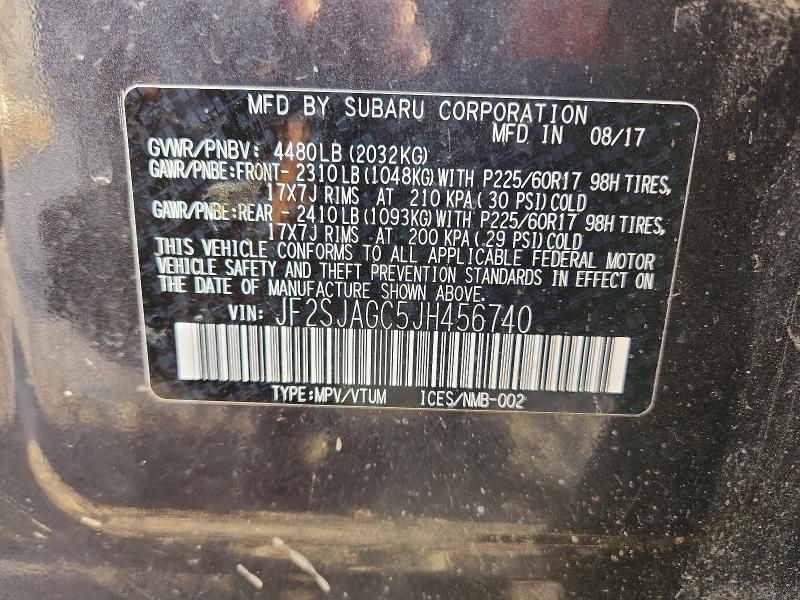 MFD BY SUBARU CORPORATION
MFD IN 08/17
GVWR/PNBV: 4480LB(2032KG)
GAWR/PNBE:FRONT- 2310LB(1048KG)WITH P225/60R17 98H TIRES,
17X7J RIMS AT 210 KPA( 30 PSI)COLD
GAWR/PNBE:REAR - 2410LB(1093KG)WITH P225/60R17 98H TIRES,
17X7J RIMS AT 200 KPA( 29 PSI)COLD
THIS VEHICLE CONFORMS TO ALL APPLICABLE FEDERAL MOTOR
VEHICLE SAFETY AND THEFT PREVENTION STANDARDS IN EFFECT ON
THE DATE OF MANUFACTURE SHOWN ABOVE.
VIN: JF2SJAGC5JH456740
TYPE:MPV/VTUM ICES/NMB-002